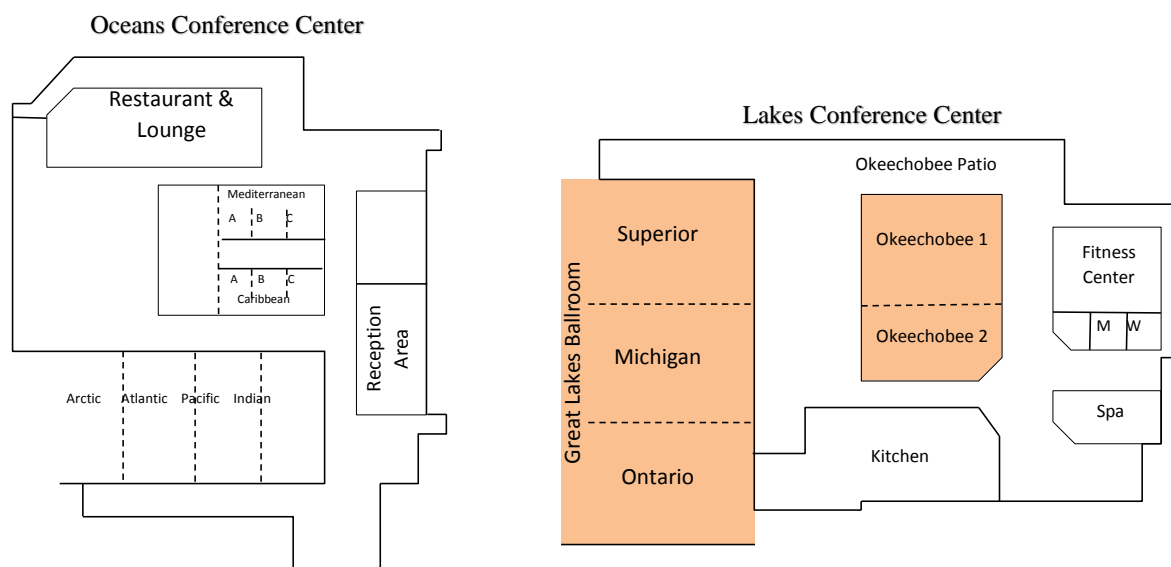 Oceans Conference Center
Restaurant &
Lounge
Mediterranean
A B C
A B C
Caribbean
Reception
Area
Arctic Atlantic Pacific Indian
Lakes Conference Center
Okeechobee Patio
Great Lakes Ballroom
Superior
Michigan
Ontario
Okeechobee 1
Okeechobee 2
Fitness
Center
M W
Spa
Kitchen